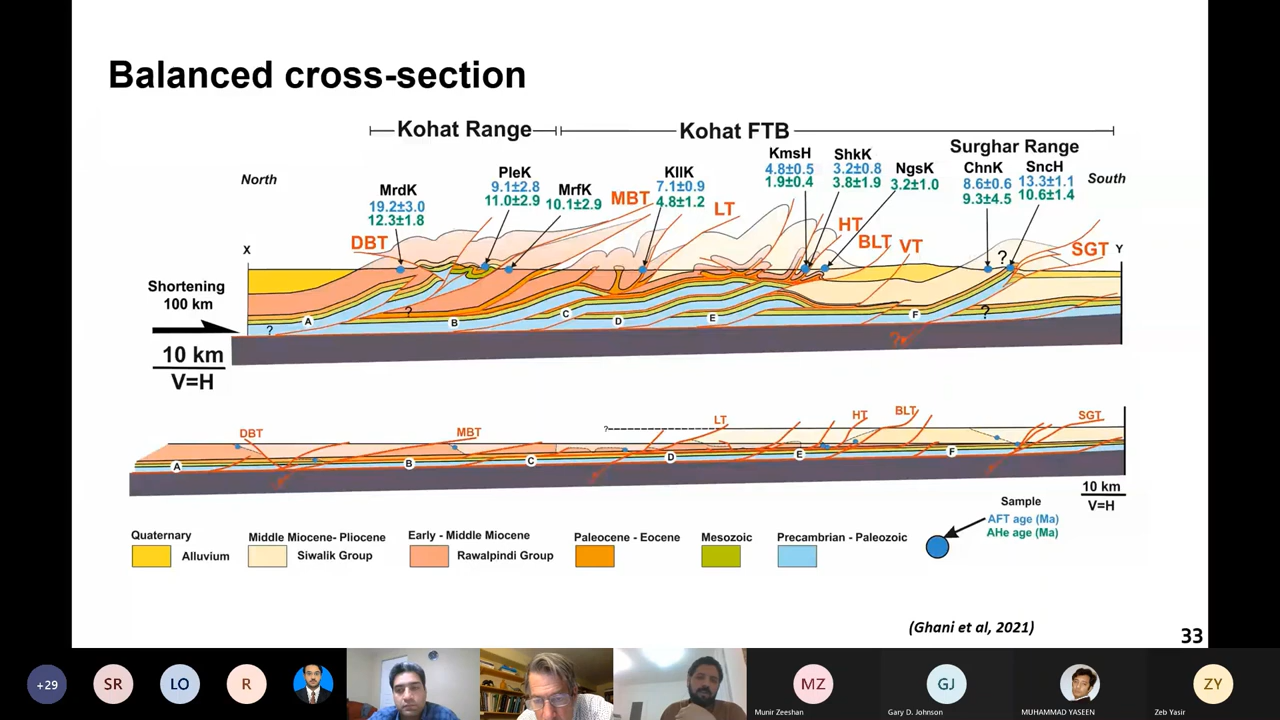 Balanced cross-section
Kohat Range
Kohat FTB
Surghar Range
North
South
MrdK
19.2±3.0
12.3±1.8
PleK
9.1±2.8
11.0±2.9
MrfK
10.1±2.9
KllK
7.1±0.9
4.8±1.2
KmsH
4.8±0.5
1.9±0.4
ShkK
3.2±0.8
3.8±1.9
NgsK
3.2±1.0
ChnK
8.6±0.6
9.3±4.5
SncH
13.3±1.1
10.6±1.4
DBT
MBT
LT
HT
BLT
VT
SGT
X
Y
?
Shortening
100 km
10 km
V=H
?
A
?
B
C
D
E
F
?
?
DBT
MBT
?
LT
HT
BLT
SGT
A
B
C
D
E
F
10 km
V=H
Quaternary
Alluvium
Middle Miocene- Pliocene
Siwalik Group
Early - Middle Miocene
Rawalpindi Group
Paleocene - Eocene
Mesozoic
Precambrian - Paleozoic
Sample
AFT age (Ma)
AHe age (Ma)
(Ghani et al, 2021)
33
+29
SR
LO
R
MZ
Munir Zeeshan
GJ
Gary D. Johnson
MUHAMMAD YASEEN
ZY
Zeb Yasir